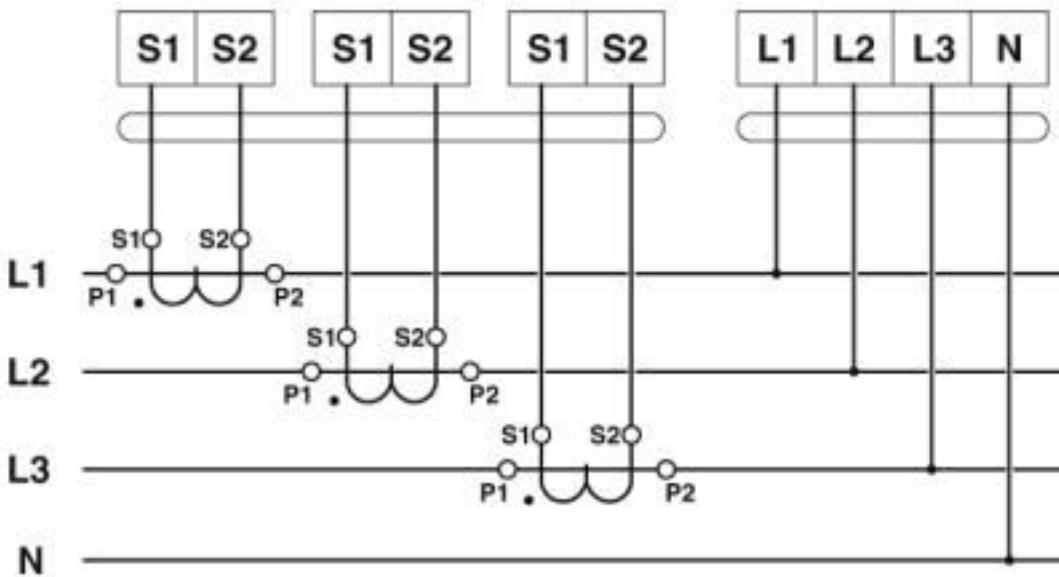 S1 S2 S1 S2 S1 S2 L1 L2 L3 N
S1 S2
L1
P1 P2
S1 S2
L2
P1 P2
S1 S2
L3
P1 P2
N